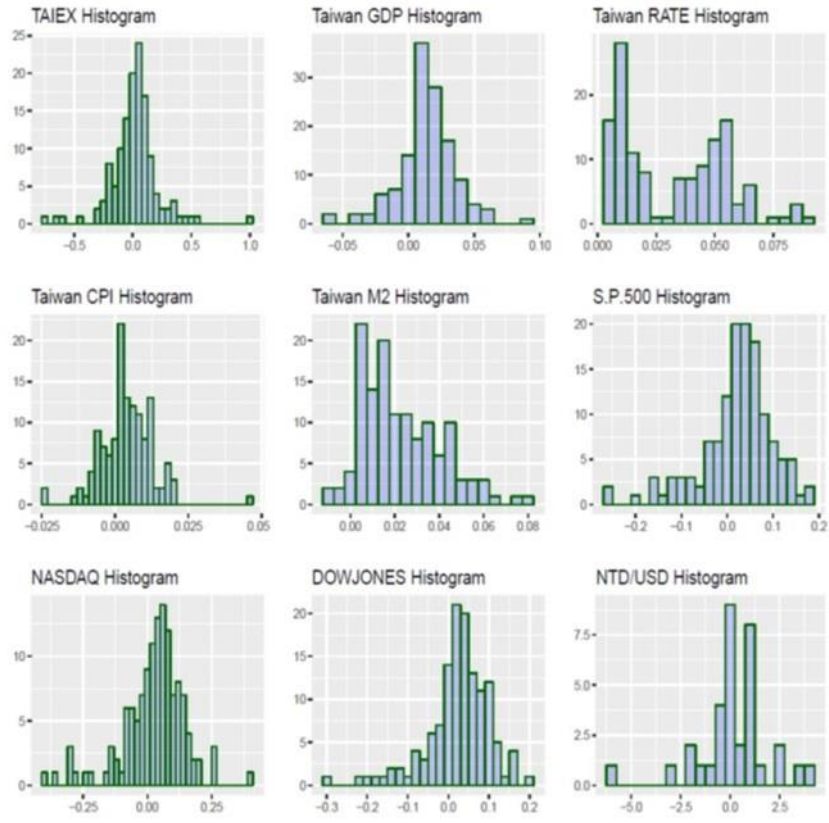 TAIEX Histogram
25
20
15
10
5
0
-0.5 0.0 0.5 1.0
Taiwan GDP Histogram
30
20
10
0
-0.05 0.00 0.05 0.10
Taiwan RATE Histogram
20
10
0
0.000 0.025 0.050 0.075
Taiwan CPI Histogram
20
15
10
5
0
-0.025 0.000 0.025 0.05
Taiwan M2 Histogram
20
15
10
5
0
0.00 0.02 0.04 0.06 0.08
S.P.500 Histogram
20
15
10
5
0
-0.2 -0.1 0.0 0.1 0.2
NASDAQ Histogram
10
5
0
-0.25 0.00 0.25
DOWJONES Histogram
20
15
10
5
0
-0.3 -0.2 -0.1 0.0 0.1 0.2
NTD/USD Histogram
7.5
5.0
2.5
0.0
-5.0 -2.5 0.0 2.5